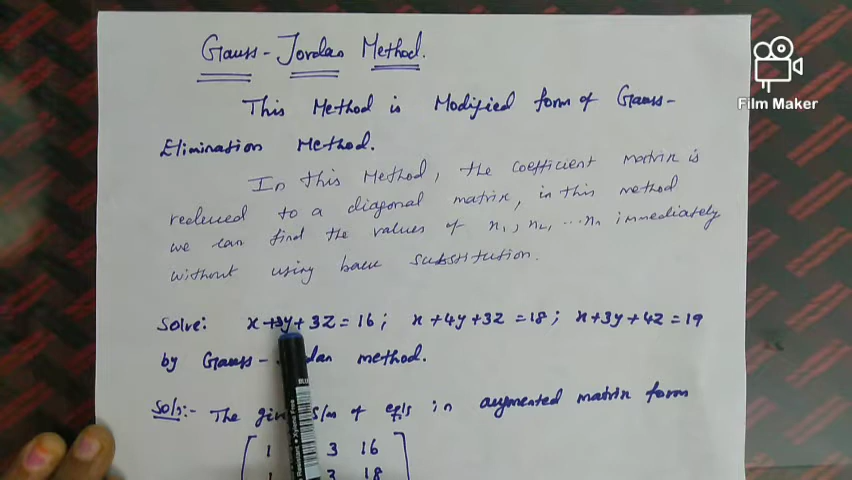 Gauss-Jordan Method.
Film Maker
This Method is Modified form of Gauss-
Elimination Method.
In this Method, the coefficient matrix is
reduced to a diagonal matrix, in this method
we can find the values of x₁, x₂, ...xₙ immediately
without using back substitution.
Solve: x+3y+3z=16; x+4y+3z=18; x+3y+4z=19
by Gauss-Jordan method.
Sol:- The given s/m of eq/s in augmented matrix form
1 3 16
1 3 18